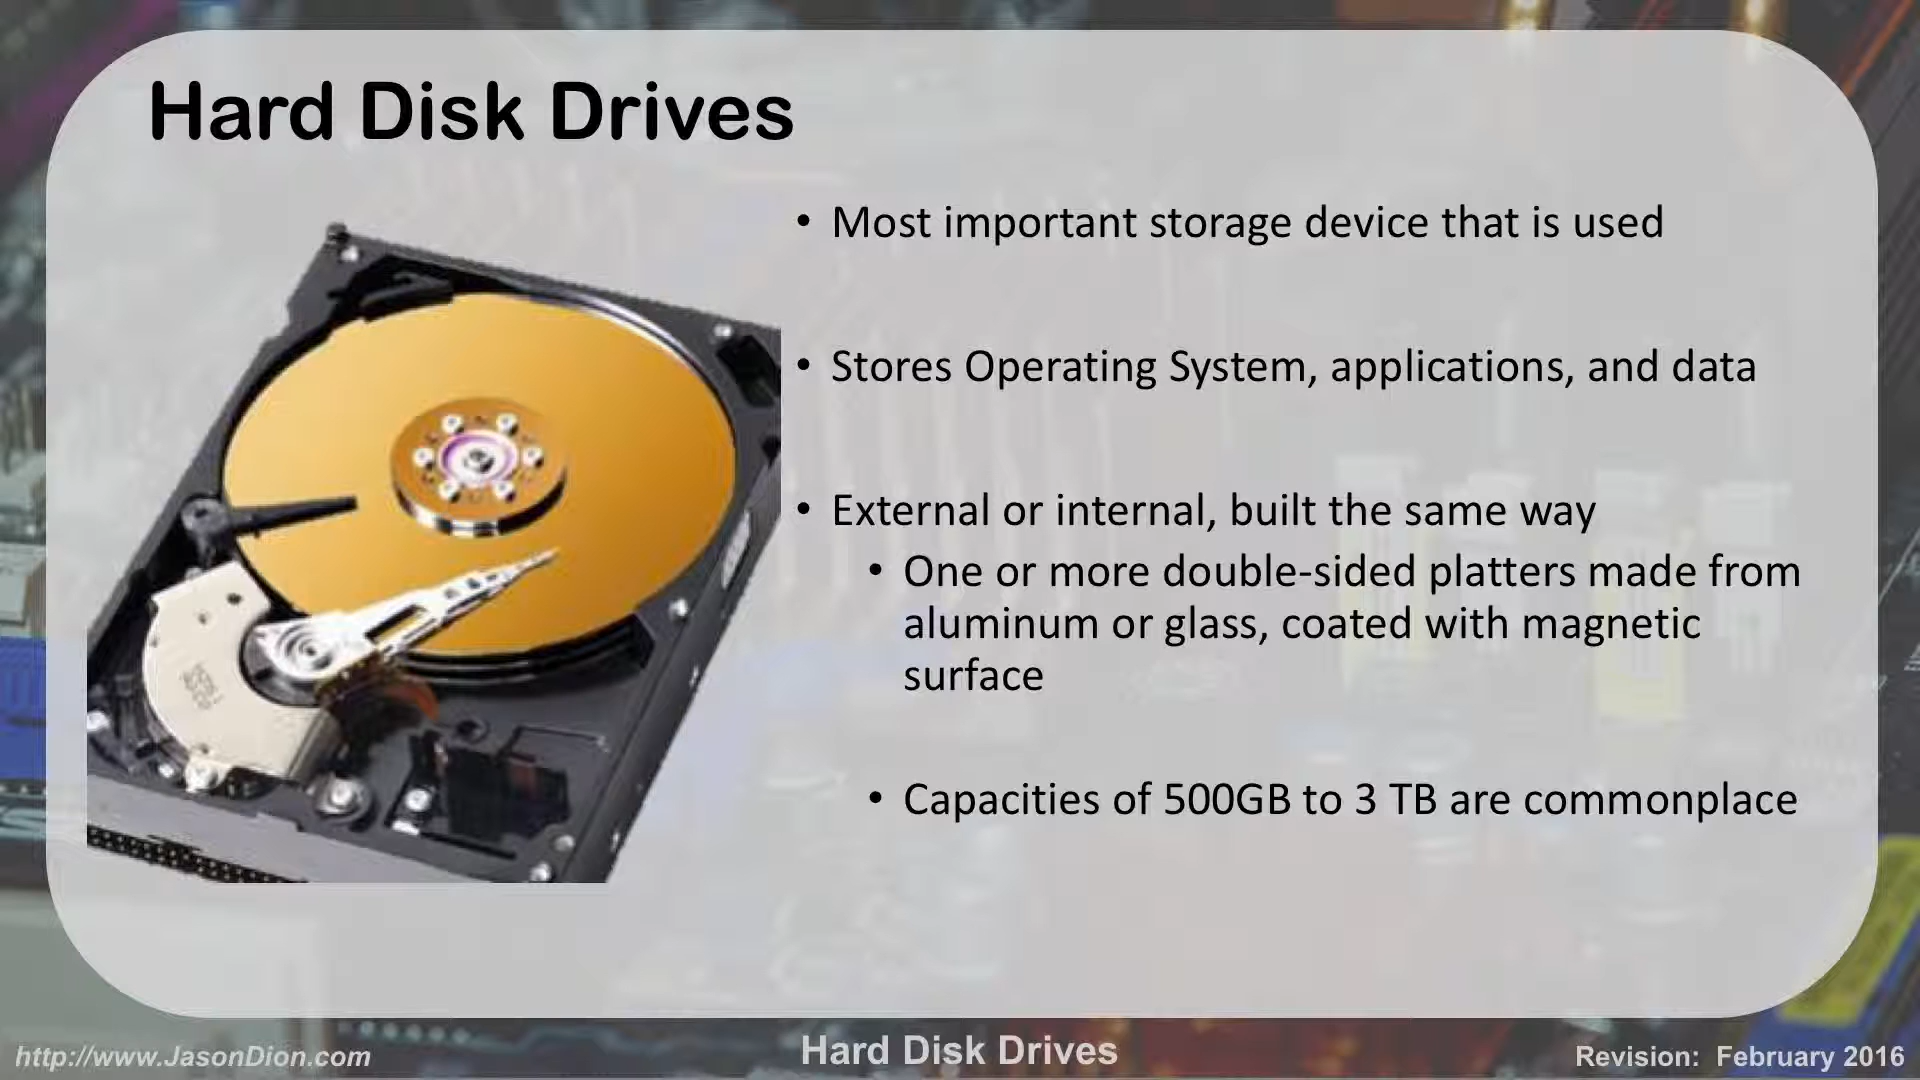 Hard Disk Drives
• Most important storage device that is used
• Stores Operating System, applications, and data
• External or internal, built the same way
• One or more double-sided platters made from
aluminum or glass, coated with magnetic
surface
• Capacities of 500GB to 3 TB are commonplace
http://www.JasonDion.com
Hard Disk Drives
Revision: February 2016